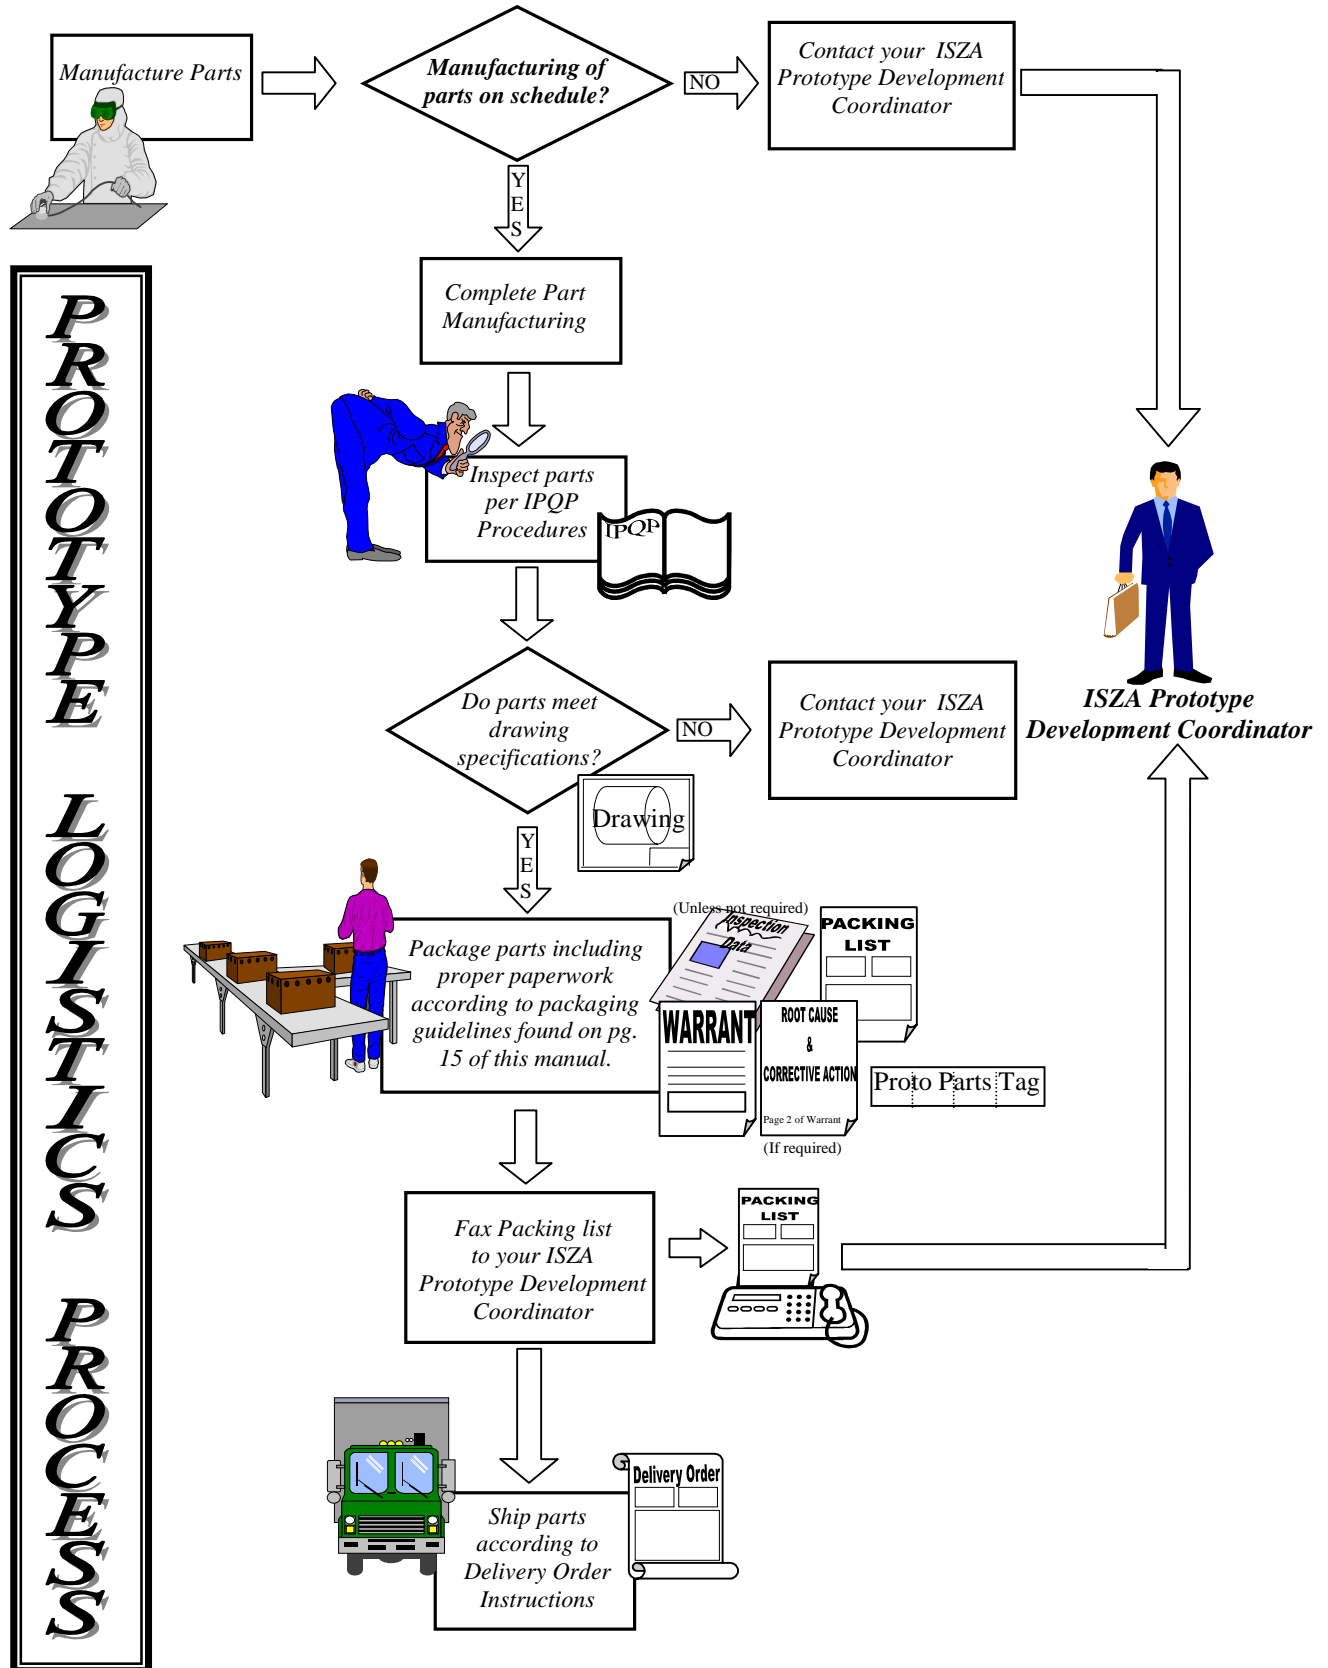 Manufacture Parts
Manufacturing of
parts on schedule?
NO
Contact your ISZA
Prototype Development
Coordinator
YES
Complete Part
Manufacturing
Inspect parts
per IPQP
Procedures
IPQP
Do parts meet
drawing
specifications?
NO
Contact your ISZA
Prototype Development
Coordinator
ISZA Prototype
Development Coordinator
Drawing
YES
Package parts including
proper paperwork
according to packaging
guidelines found on pg.
15 of this manual.
(Unless not required)
Inspection
Data
PACKING
LIST
WARRANT
ROOT CAUSE
&
CORRECTIVE ACTION
Page 2 of Warrant
(If required)
Proto Parts Tag
Fax Packing list
to your ISZA
Prototype Development
Coordinator
PACKING
LIST
Ship parts
according to
Delivery Order
Instructions
Delivery Order
PROTOTYPE LOGISTICS PROCESS